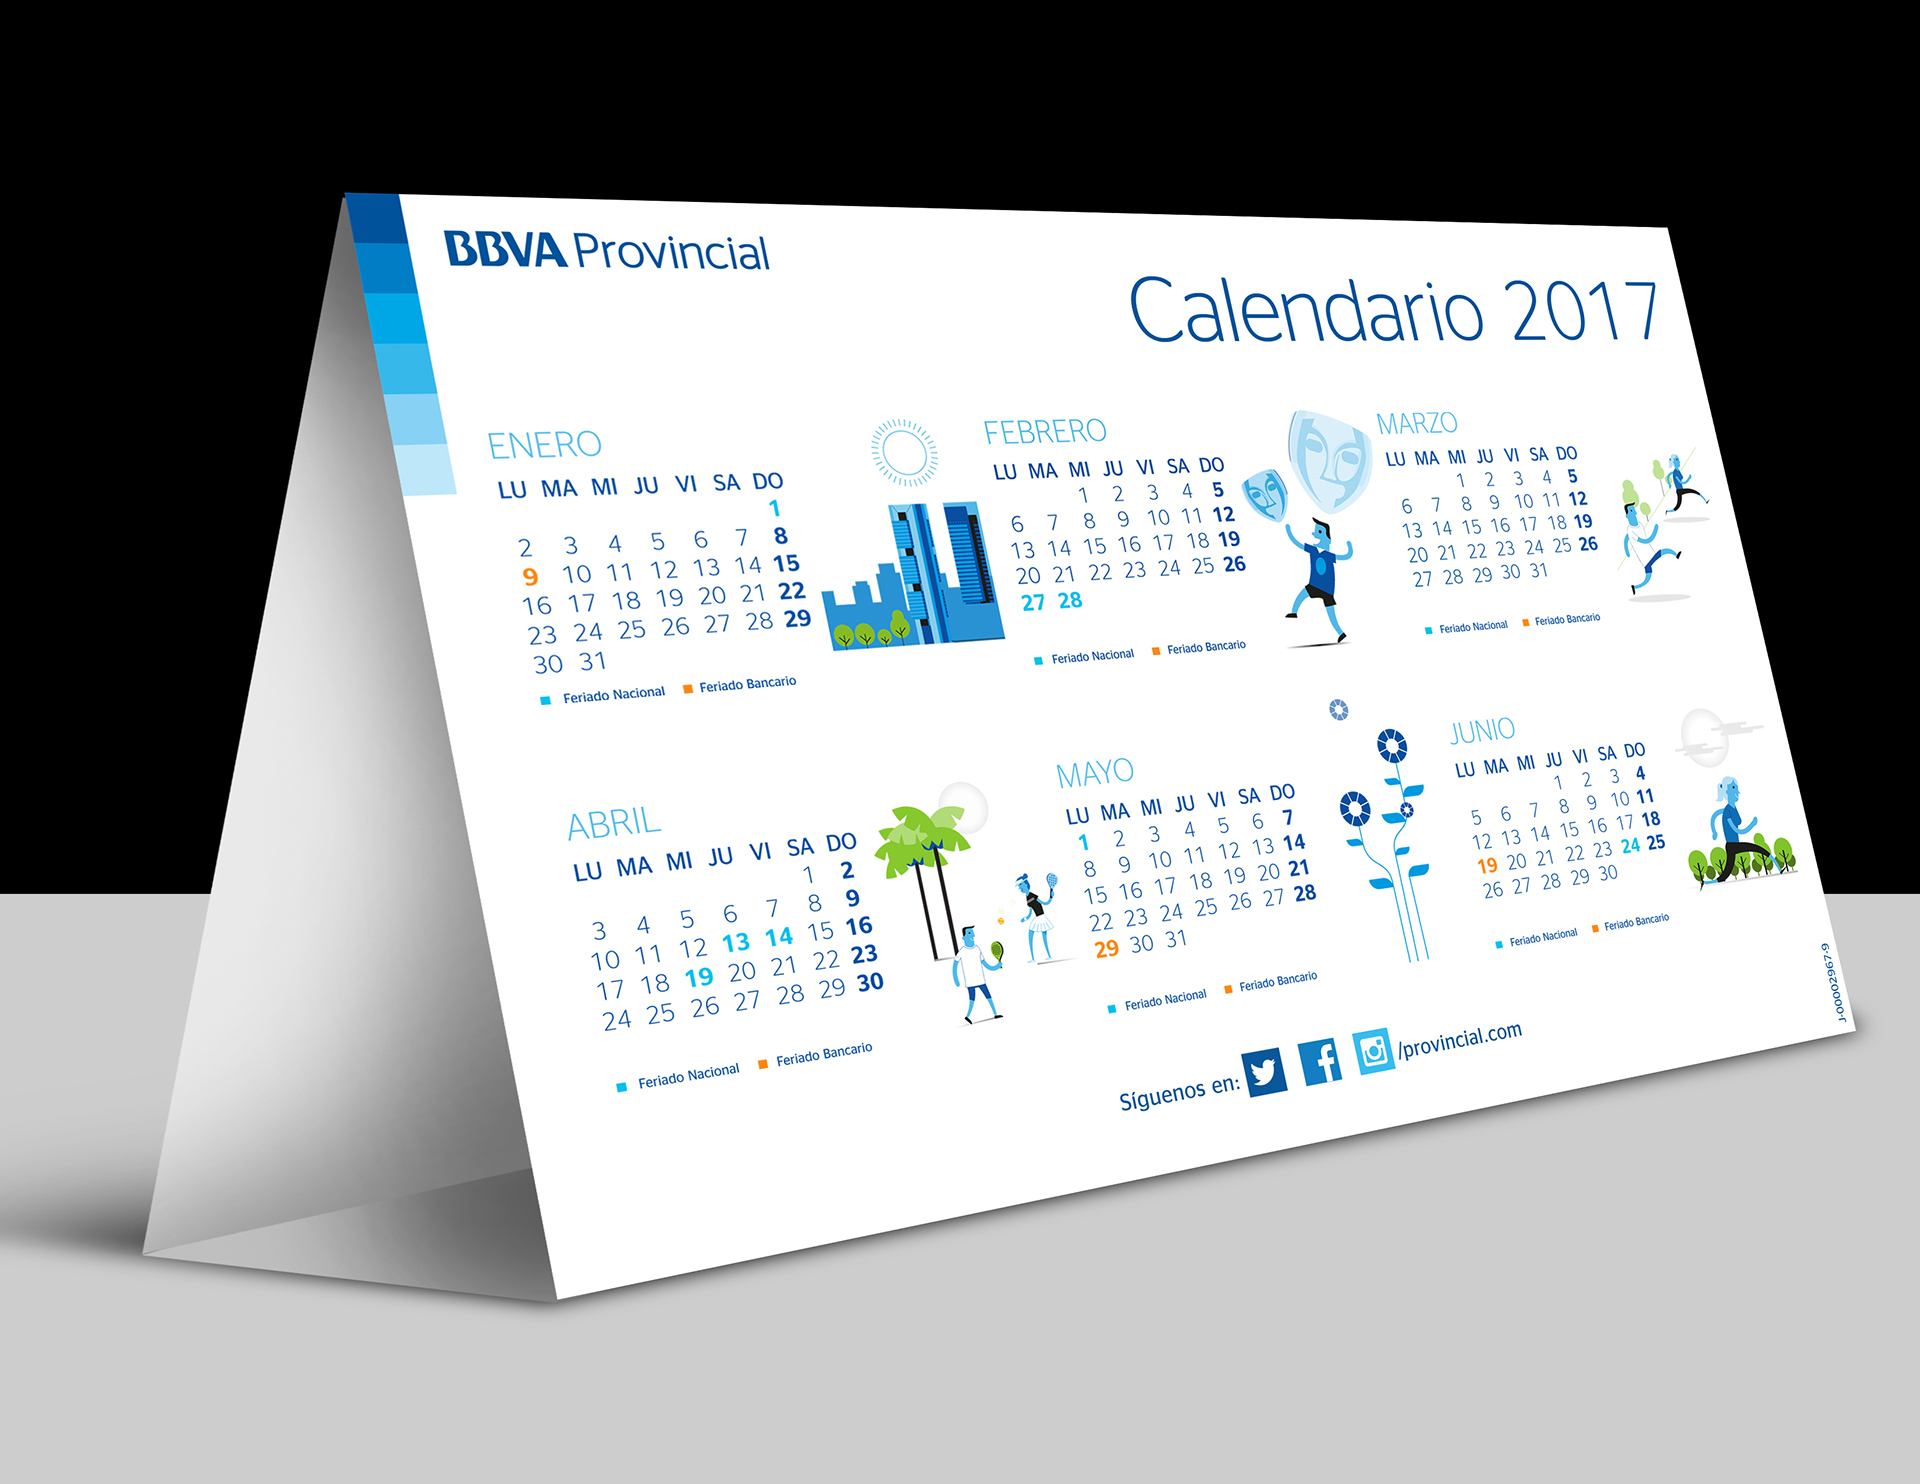 BBVA Provincial
Calendario 2017
ENERO
LU MA MI JU VI SA DO
1
2 3 4 5 6 7 8
9 10 11 12 13 14 15
16 17 18 19 20 21 22
23 24 25 26 27 28 29
30 31
Feriado Nacional Feriado Bancario
FEBRERO
LU MA MI JU VI SA DO
1 2 3 4 5
6 7 8 9 10 11 12
13 14 15 16 17 18 19
20 21 22 23 24 25 26
27 28
Feriado Nacional Feriado Bancario
MARZO
LU MA MI JU VI SA DO
1 2 3 4 5
6 7 8 9 10 11 12
13 14 15 16 17 18 19
20 21 22 23 24 25 26
27 28 29 30 31
Feriado Nacional Feriado Bancario
ABRIL
LU MA MI JU VI SA DO
1 2
3 4 5 6 7 8 9
10 11 12 13 14 15 16
17 18 19 20 21 22 23
24 25 26 27 28 29 30
Feriado Nacional Feriado Bancario
MAYO
LU MA MI JU VI SA DO
1 2 3 4 5 6 7
8 9 10 11 12 13 14
15 16 17 18 19 20 21
22 23 24 25 26 27 28
29 30 31
Feriado Nacional Feriado Bancario
JUNIO
LU MA MI JU VI SA DO
1 2 3 4
5 6 7 8 9 10 11
12 13 14 15 16 17 18
19 20 21 22 23 24 25
26 27 28 29 30
Feriado Nacional Feriado Bancario
Síguenos en: /provincial.com
J-00002967-9